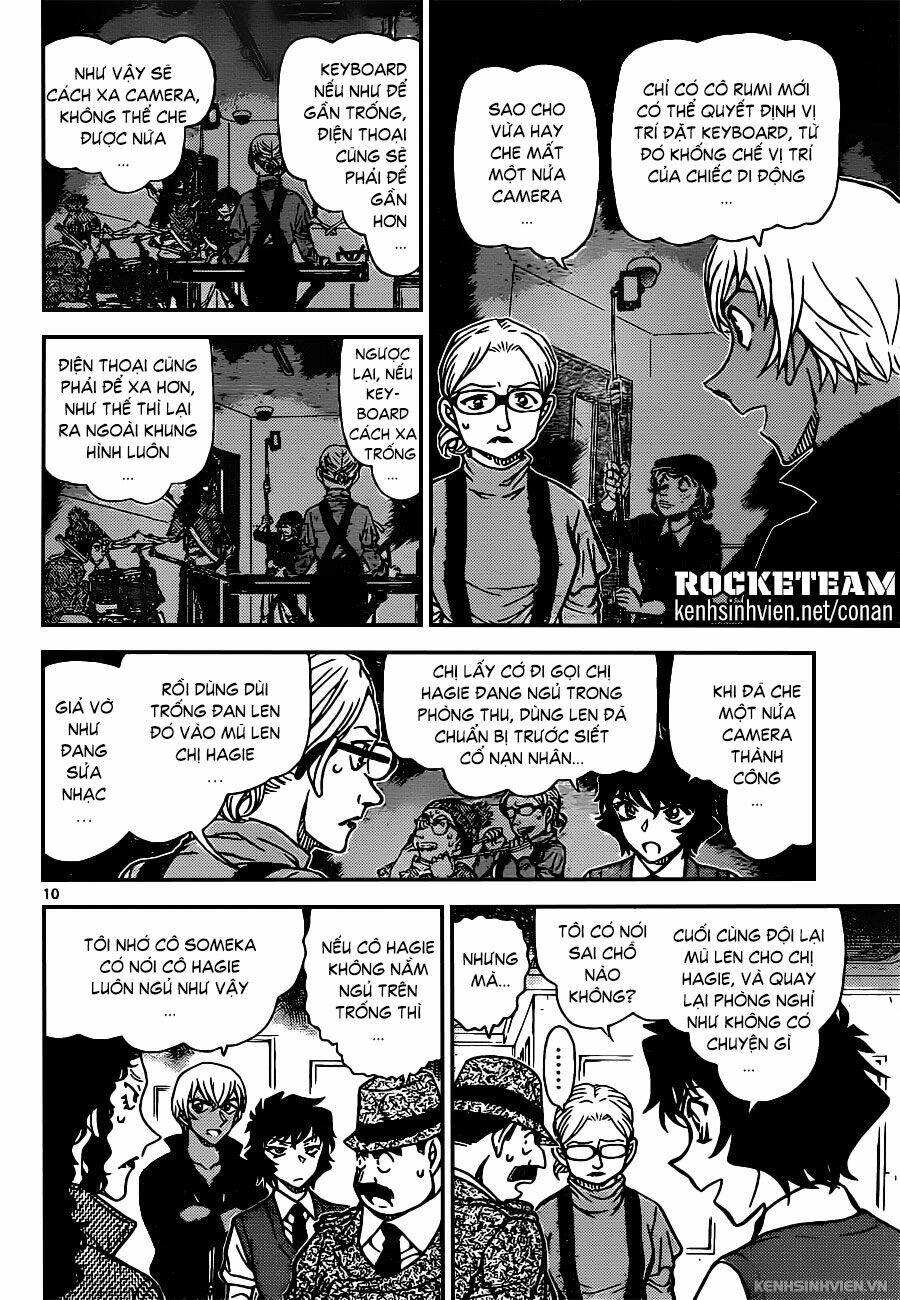 CHỈ CÓ CÔ RUMI MỚI
CÓ THỂ QUYẾT ĐỊNH VỊ
TRÍ ĐẶT KEYBOARD, TỪ
ĐÓ KHỐNG CHẾ VỊ TRÍ
CỦA CHIẾC DI ĐỘNG
...
SAO CHO
VỪA HAY
CHE MẤT
MỘT NỬA
CAMERA
...
KEYBOARD
NẾU NHƯ ĐỂ
GẦN TRỐNG,
ĐIỆN THOẠI
CŨNG SẼ
PHẢI ĐỂ
GẦN HƠN
...
NHƯ VẬY SẼ
CÁCH XA CAMERA,
KHÔNG THỂ CHE
ĐƯỢC NỮA
...
NGƯỢC
LẠI, NẾU
KEY-
BOARD
CÁCH XA
TRỐNG
ĐIỆN THOẠI CŨNG
PHẢI ĐỂ XA HƠN,
NHƯ THẾ THÌ LẠI
RA NGOÀI KHUNG
HÌNH LUÔN
...
ROCKETEAM
kenhsinhvien.net/conan
KHI ĐÃ CHE
MỘT NỬA
CAMERA
THÀNH
CÔNG
...
CHỊ LẤY CỚ ĐI GỌI CHỊ
HAGIE ĐANG NGỦ TRONG
PHÒNG THU, DÙNG LEN ĐÃ
CHUẨN BỊ TRƯỚC SIẾT
CỔ NẠN NHÂN...
RỒI DÙNG DÙI
TRỐNG ĐAN LEN
ĐÓ VÀO MŨ LEN
CHỊ HAGIE
...
GIẢ VỜ
NHƯ
ĐANG
SỬA
NHẠC
...
10
CUỐI CÙNG ĐỘI LẠI
MŨ LEN CHO CHỊ
HAGIE, VÀ QUAY
LẠI PHÒNG NGHỈ
NHƯ KHÔNG CÓ
CHUYỆN GÌ
...
TÔI CÓ NÓI
SAI CHỖ
NÀO
KHÔNG?
......
NHƯNG
MÀ...
NẾU CÔ HAGIE
KHÔNG NẰM
NGỦ TRÊN
TRỐNG THÌ
...
TÔI NHỚ CÔ SOMEKA
CÓ NÓI CÔ HAGIE
LUÔN NGỦ NHƯ VẬY
...
KENHSINHVIEN.VN